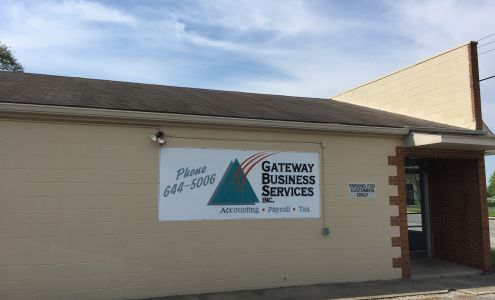 Phone
644-5006
GATEWAY
BUSINESS
SERVICES
INC.
Accounting • Payroll • Tax
PARKING FOR
CUSTOMERS
ONLY